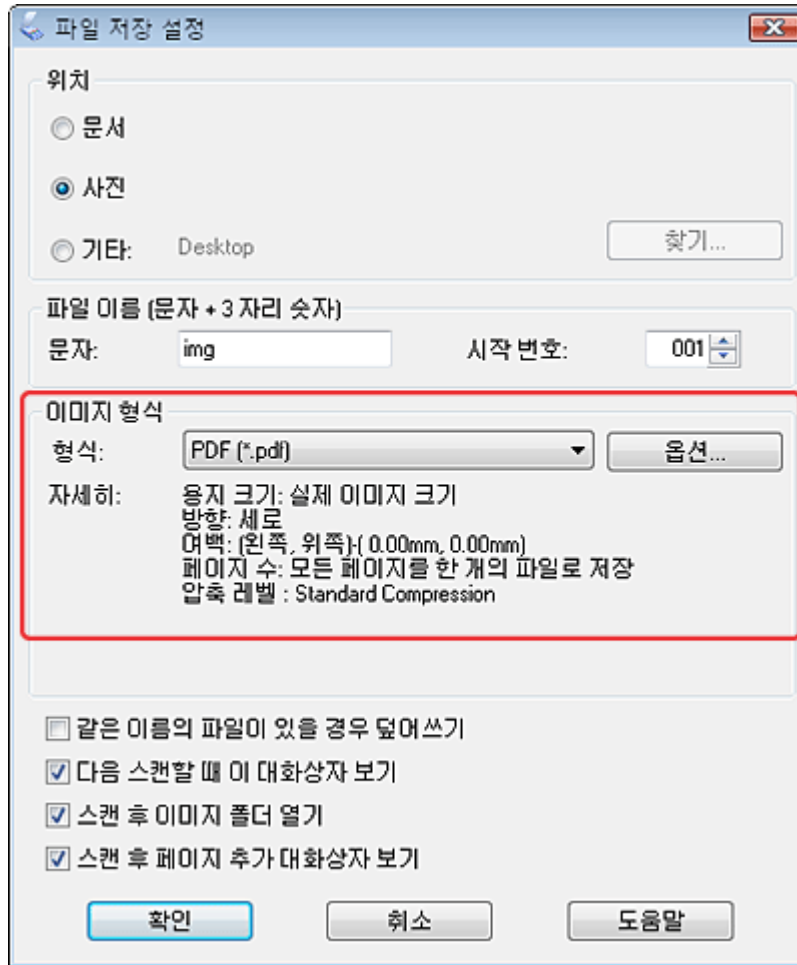 파일 저장 설정
위치
문서
사진
기타: Desktop 찾기...
파일 이름 (문자 + 3 자리 숫자)
문자: img 시작 번호: 001
이미지 형식
형식: PDF (*.pdf) 옵션...
자세히: 용지 크기: 실제 이미지 크기
방향: 세로
여백: (왼쪽, 위쪽)-( 0.00mm, 0.00mm)
페이지 수: 모든 페이지를 한 개의 파일로 저장
압축 레벨 : Standard Compression
같은 이름의 파일이 있을 경우 덮어쓰기
다음 스캔할 때 이 대화상자 보기
스캔 후 이미지 폴더 열기
스캔 후 페이지 추가 대화상자 보기
확인 취소 도움말